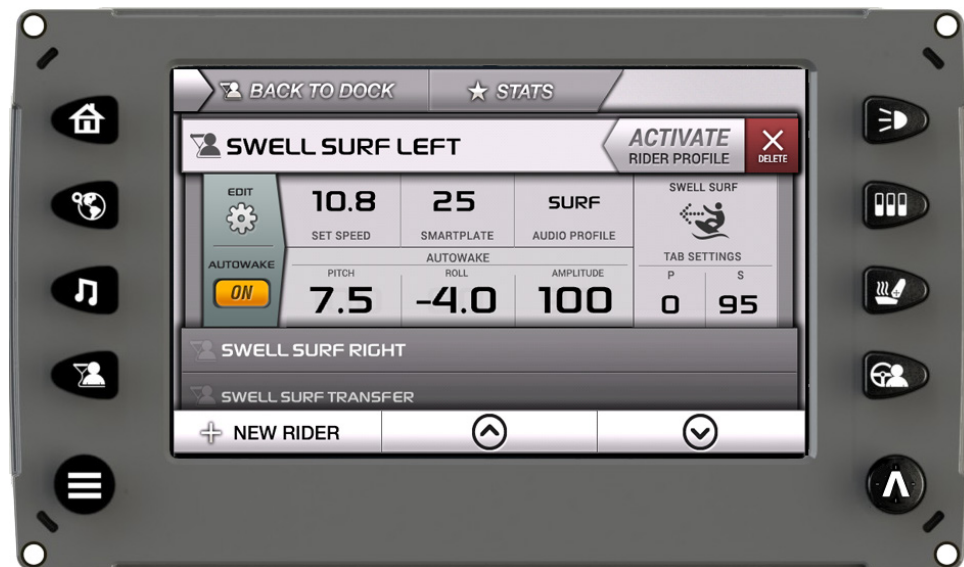 BACK TO DOCK
STATS
SWELL SURF LEFT
ACTIVATE
RIDER PROFILE
DELETE
EDIT
AUTOWAKE
ON
10.8
SET SPEED
25
SMARTPLATE
SURF
AUDIO PROFILE
AUTOWAKE
PITCH
7.5
ROLL
-4.0
AMPLITUDE
100
SWELL SURF
TAB SETTINGS
P
0
S
95
SWELL SURF RIGHT
SWELL SURF TRANSFER
NEW RIDER